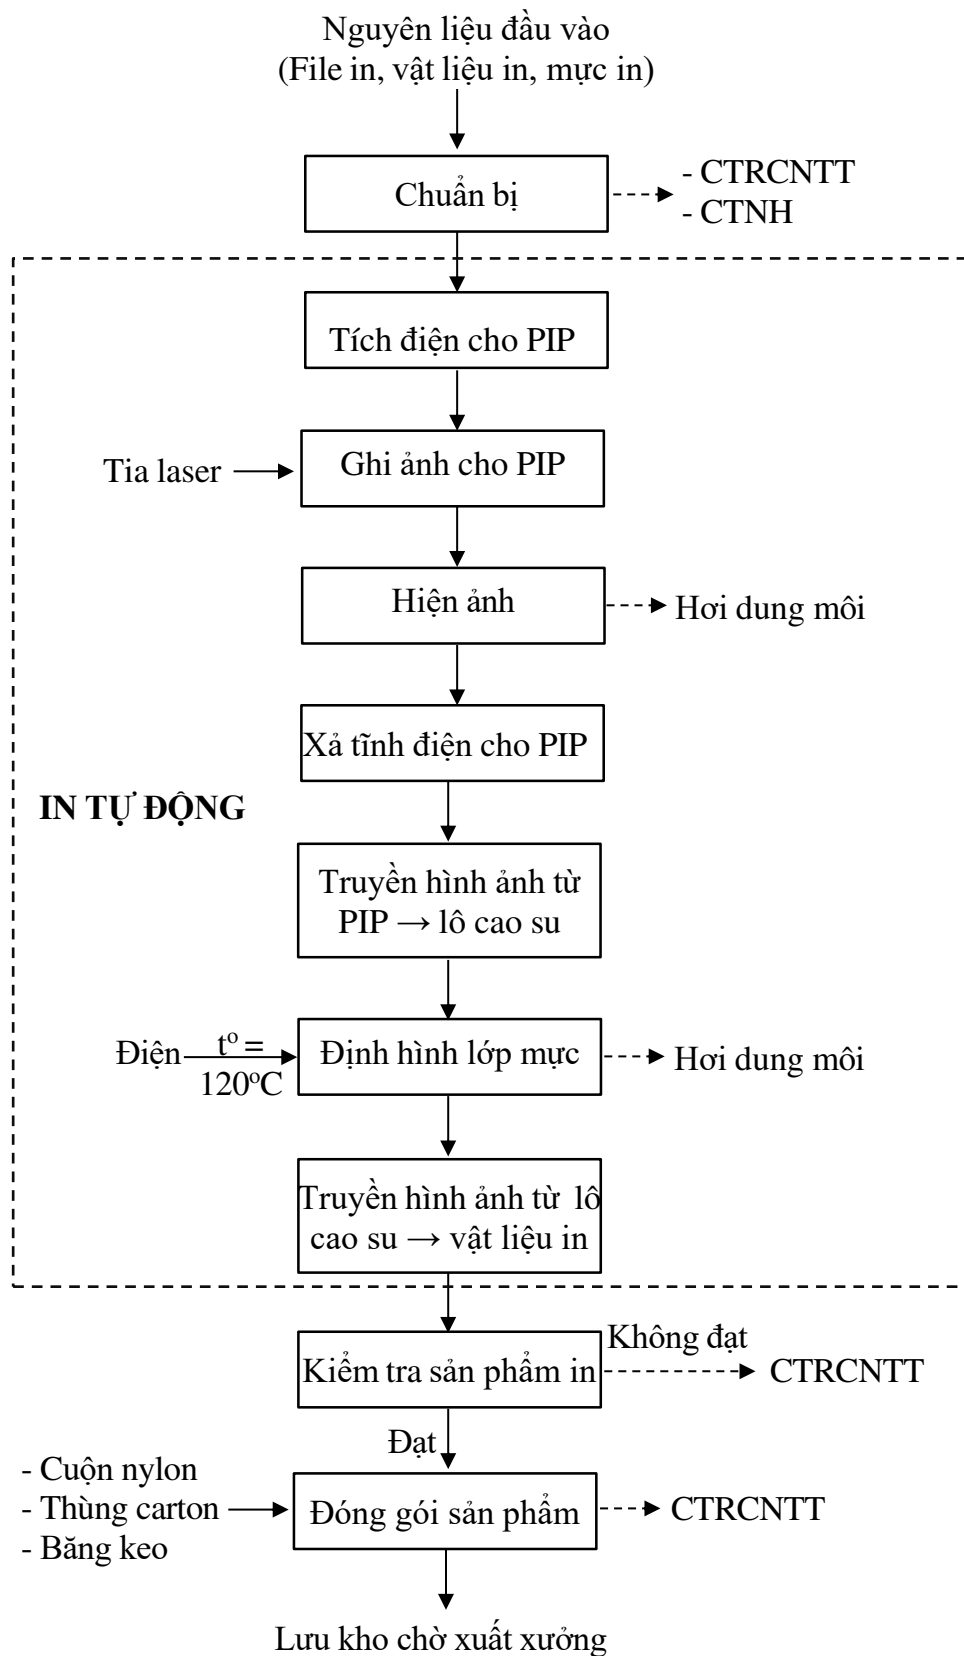 Nguyên liệu đầu vào
(File in, vật liệu in, mực in)
Chuẩn bị
- CTRCNTT
- CTNH
Tích điện cho PIP
Tia laser
Ghi ảnh cho PIP
Hiện ảnh
Hơi dung môi
Xả tĩnh điện cho PIP
IN TỰ ĐỘNG
Truyền hình ảnh từ
PIP → lô cao su
Điện
t° =
120°C
Định hình lớp mực
Hơi dung môi
Truyền hình ảnh từ lô
cao su → vật liệu in
Kiểm tra sản phẩm in
Không đạt
CTRCNTT
Đạt
- Cuộn nylon
- Thùng carton
- Băng keo
Đóng gói sản phẩm
CTRCNTT
Lưu kho chờ xuất xưởng